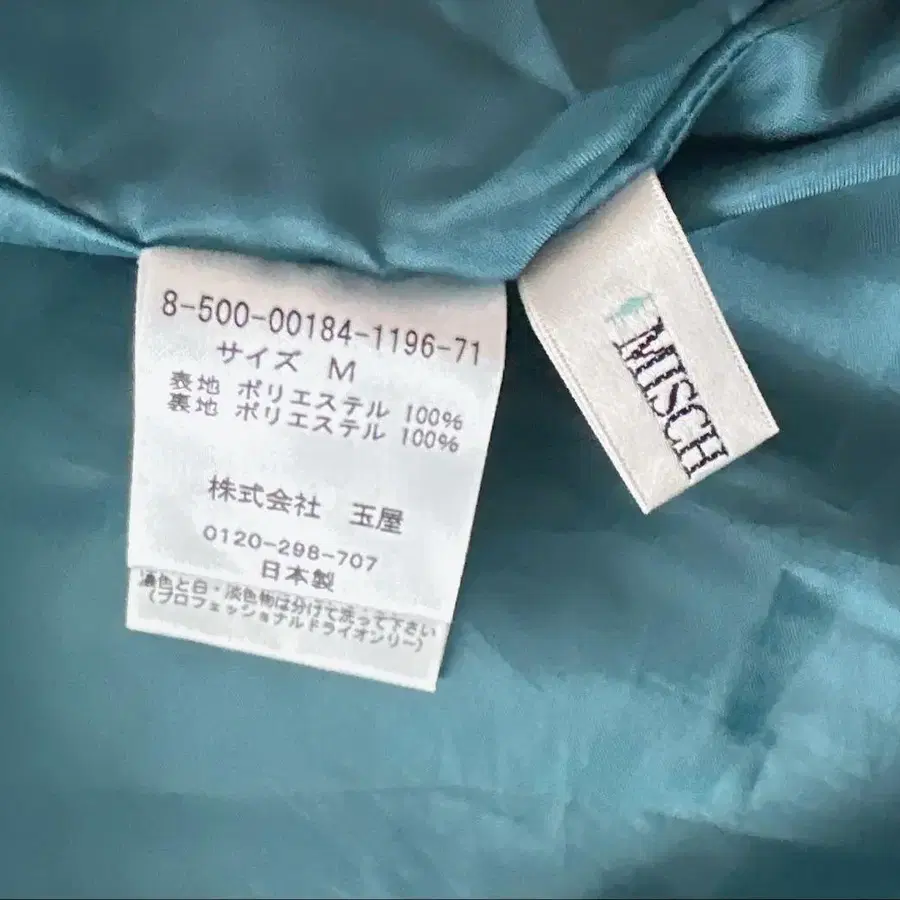 8-500-00184-1196-71
サイズ M
表地 ポリエステル 100%
裏地 ポリエステル 100%
株式会社 玉屋
0120-298-707
日本製
濃色と白・淡色物は分けて洗って下さい
(プロフェッショナルドライオンリー)
MISCH